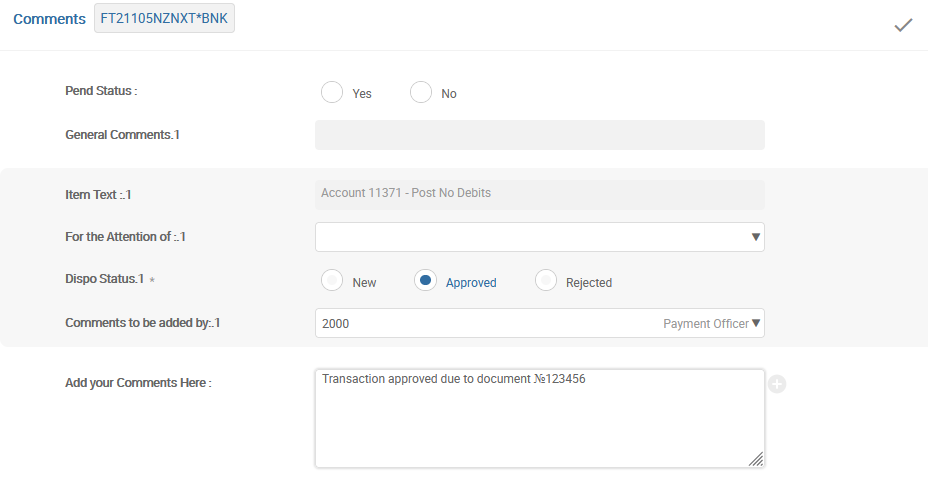 Comments FT21105NZNXT*BNK
Pend Status : Yes No
General Comments.1
Item Text :.1 Account 11371 - Post No Debits
For the Attention of :.1
Dispo Status.1 * New Approved Rejected
Comments to be added by:.1 2000 Payment Officer
Add your Comments Here : Transaction approved due to document №123456